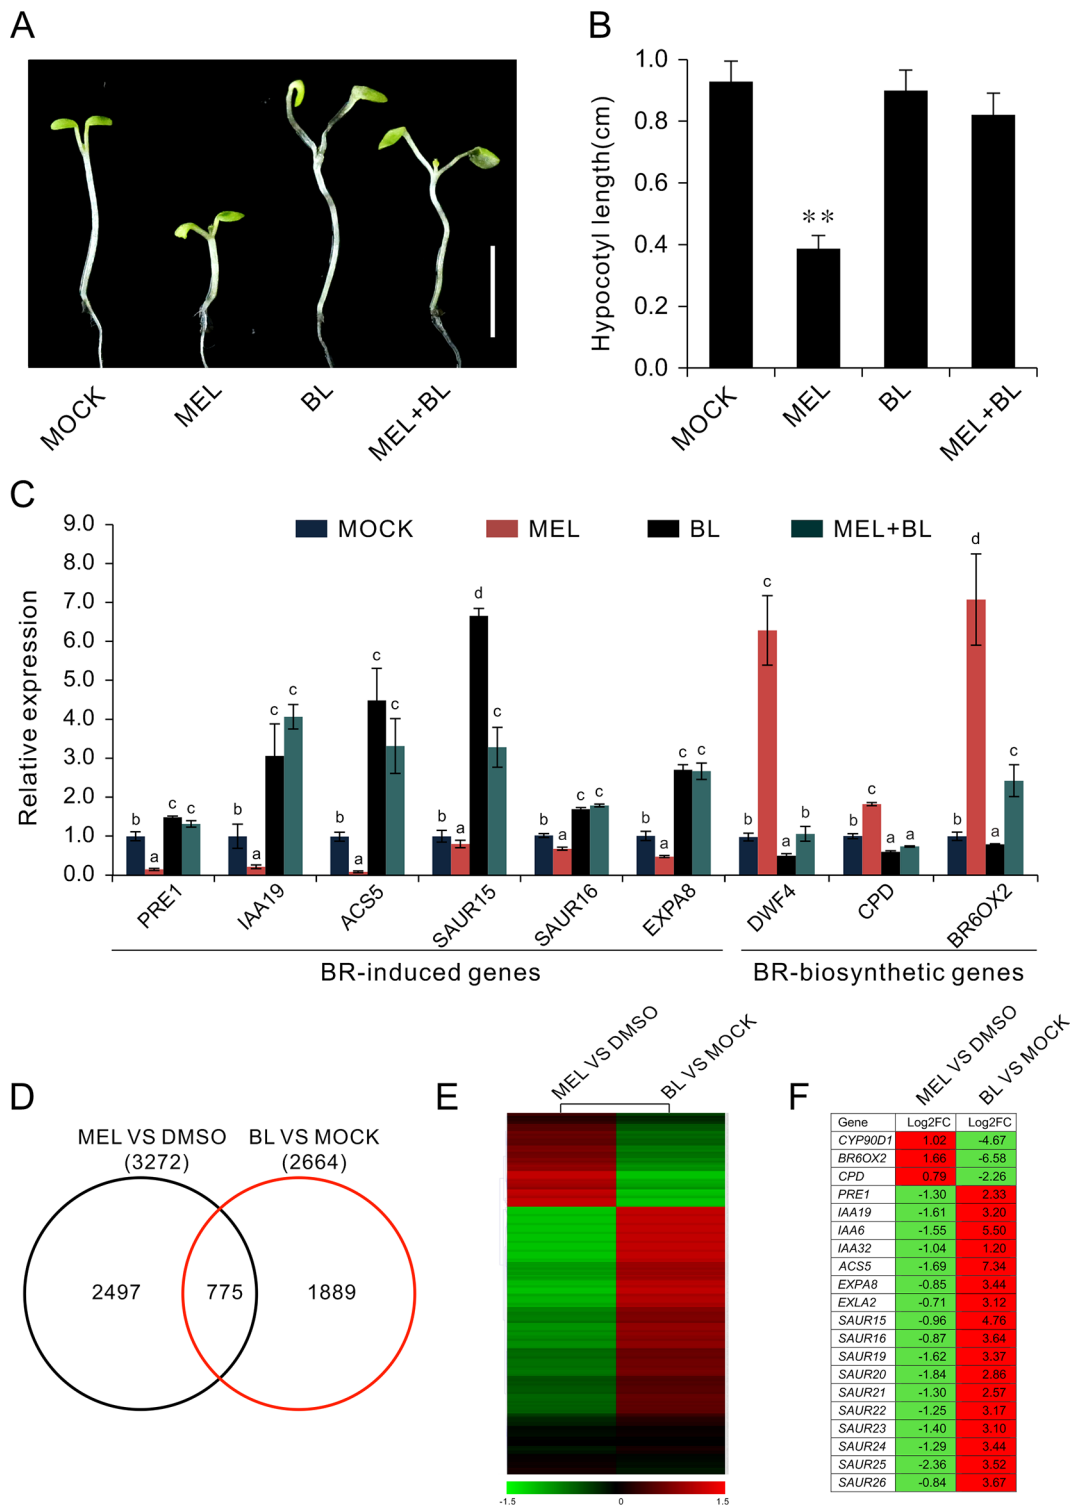 A
MOCK
MEL
BL
MEL+BL
B
Hypocotyl length(cm)
1.0
0.8
0.6
0.4
0.2
0.0
**
MOCK
MEL
BL
MEL+BL
C
Relative expression
9.0
8.0
7.0
6.0
5.0
4.0
3.0
2.0
1.0
0.0
MOCK MEL BL MEL+BL
b a c c
b a c c
b a c c
b a d c
b a c c
b a c c
b c a b
b c a a
b d a c
PRE1
IAA19
ACS5
SAUR15
SAUR16
EXPA8
DWF4
CPD
BR6OX2
BR-induced genes
BR-biosynthetic genes
D
MEL VS DMSO
(3272)
BL VS MOCK
(2664)
2497 775 1889
E
MEL VS DMSO
BL VS MOCK
-1.5 0 1.5
F
MEL VS DMSO
BL VS MOCK
Gene Log2FC Log2FC
CYP90D1 1.02 -4.67
BR6OX2 1.66 -6.58
CPD 0.79 -2.26
PRE1 -1.30 2.33
IAA19 -1.61 3.20
IAA6 -1.55 5.50
IAA32 -1.04 1.20
ACS5 -1.69 7.34
EXPA8 -0.85 3.44
EXLA2 -0.71 3.12
SAUR15 -0.96 4.76
SAUR16 -0.87 3.64
SAUR19 -1.62 3.37
SAUR20 -1.84 2.86
SAUR21 -1.30 2.57
SAUR22 -1.25 3.17
SAUR23 -1.40 3.10
SAUR24 -1.29 3.44
SAUR25 -2.36 3.52
SAUR26 -0.84 3.67